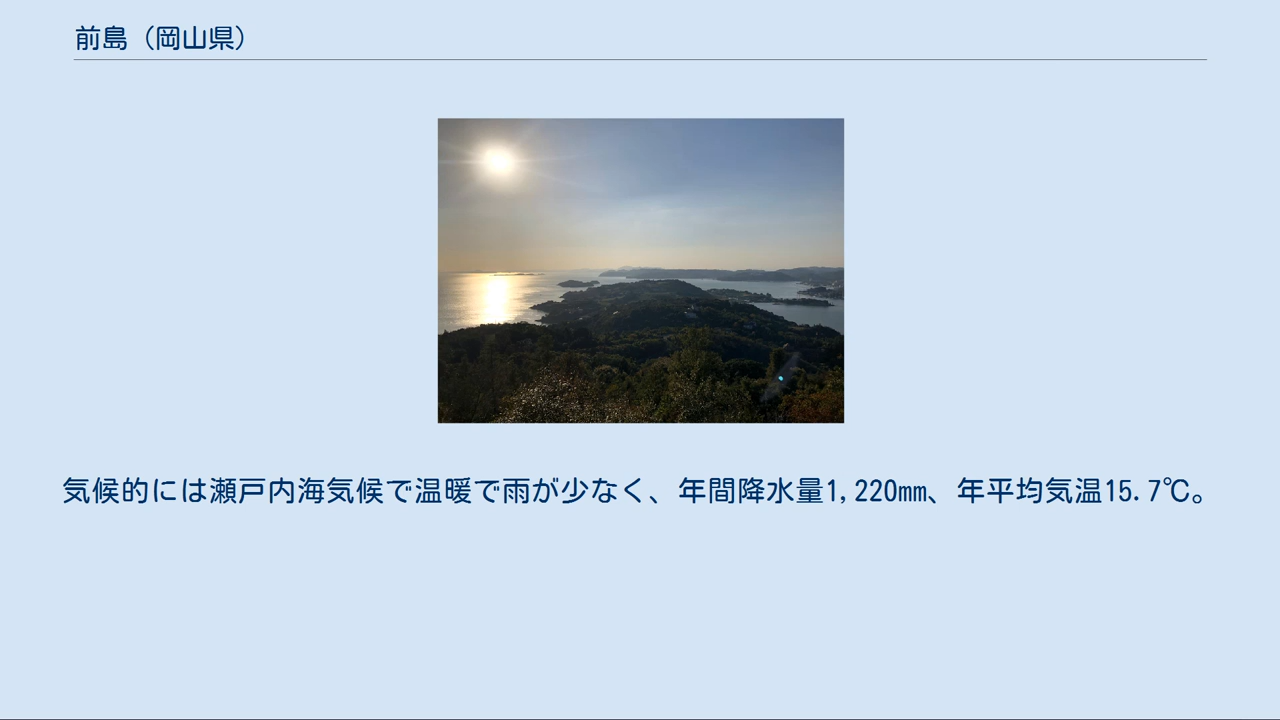 前島（岡山県）
気候的には瀬戸内海気候で温暖で雨が少なく、年間降水量1,220mm、年平均気温15.7℃。